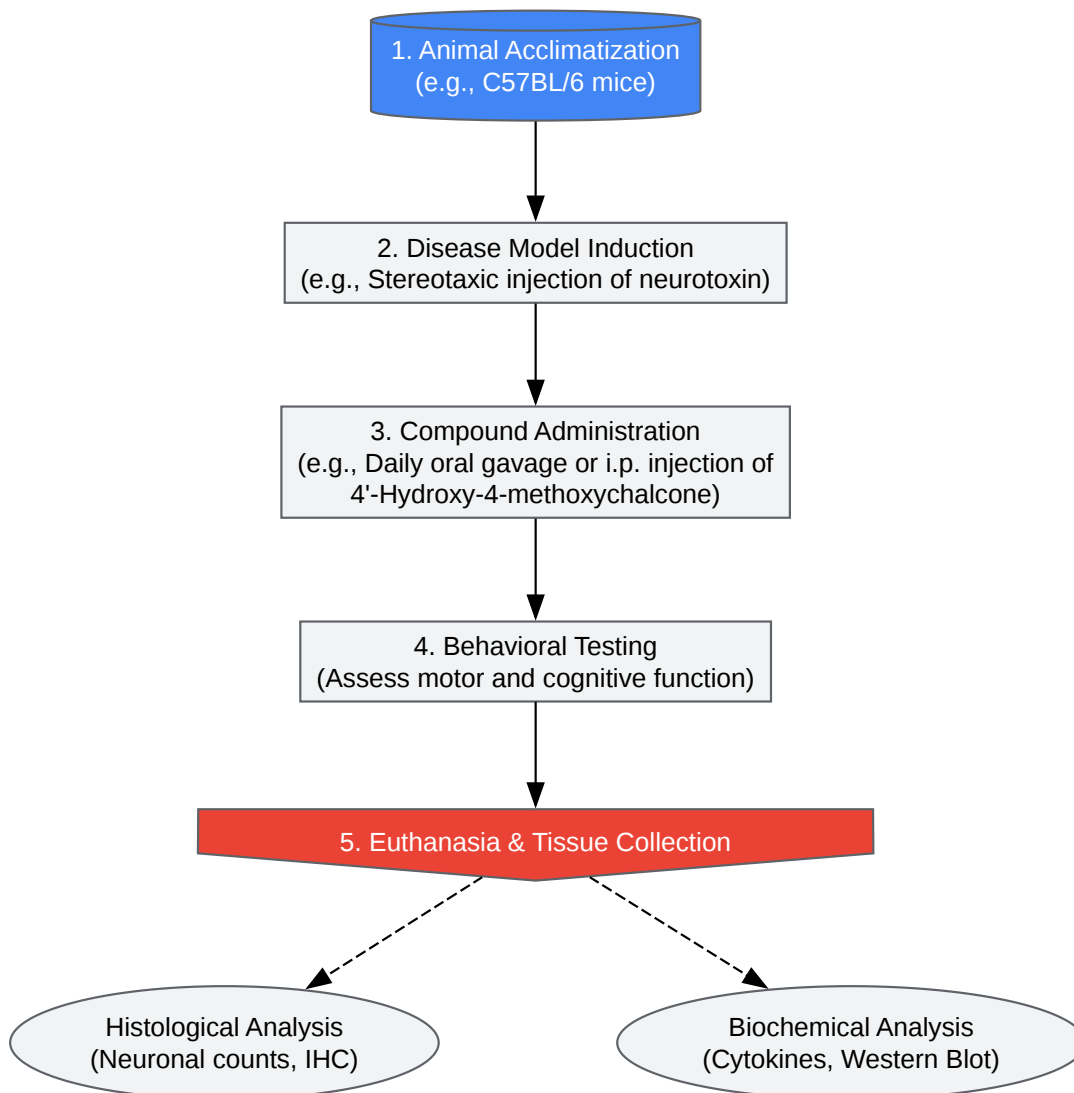 1. Animal Acclimatization
(e.g., C57BL/6 mice)
2. Disease Model Induction
(e.g., Stereotaxic injection of neurotoxin)
3. Compound Administration
(e.g., Daily oral gavage or i.p. injection of
4'-Hydroxy-4-methoxychalcone)
4. Behavioral Testing
(Assess motor and cognitive function)
5. Euthanasia & Tissue Collection
Histological Analysis
(Neuronal counts, IHC)
Biochemical Analysis
(Cytokines, Western Blot)